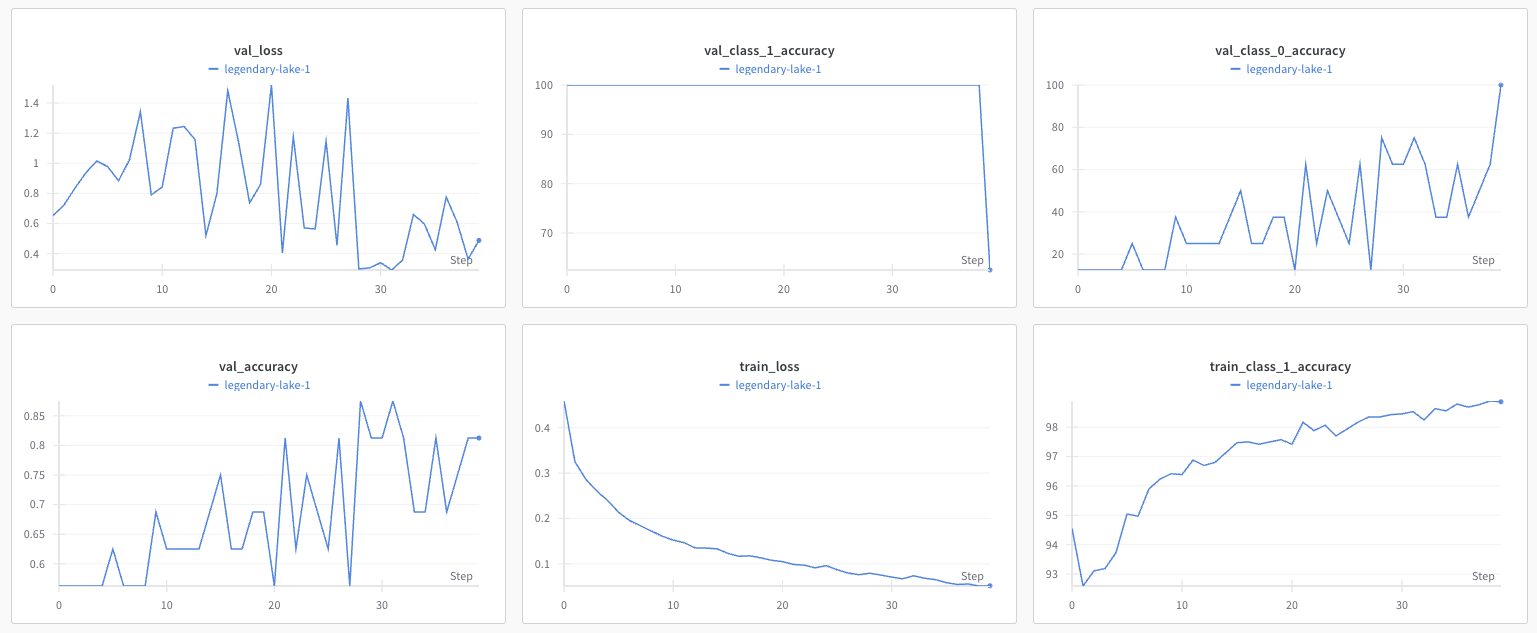 val_loss
legendary-lake-1
1.4
1.2
1
0.8
0.6
0.4
Step
0 10 20 30
val_class_1_accuracy
legendary-lake-1
100
90
80
70
Step
0 10 20 30
val_class_0_accuracy
legendary-lake-1
100
80
60
40
20
Step
0 10 20 30
val_accuracy
legendary-lake-1
0.85
0.8
0.75
0.7
0.65
0.6
Step
0 10 20 30
train_loss
legendary-lake-1
0.4
0.3
0.2
0.1
Step
0 10 20 30
train_class_1_accuracy
legendary-lake-1
98
97
96
95
94
93
Step
0 10 20 30